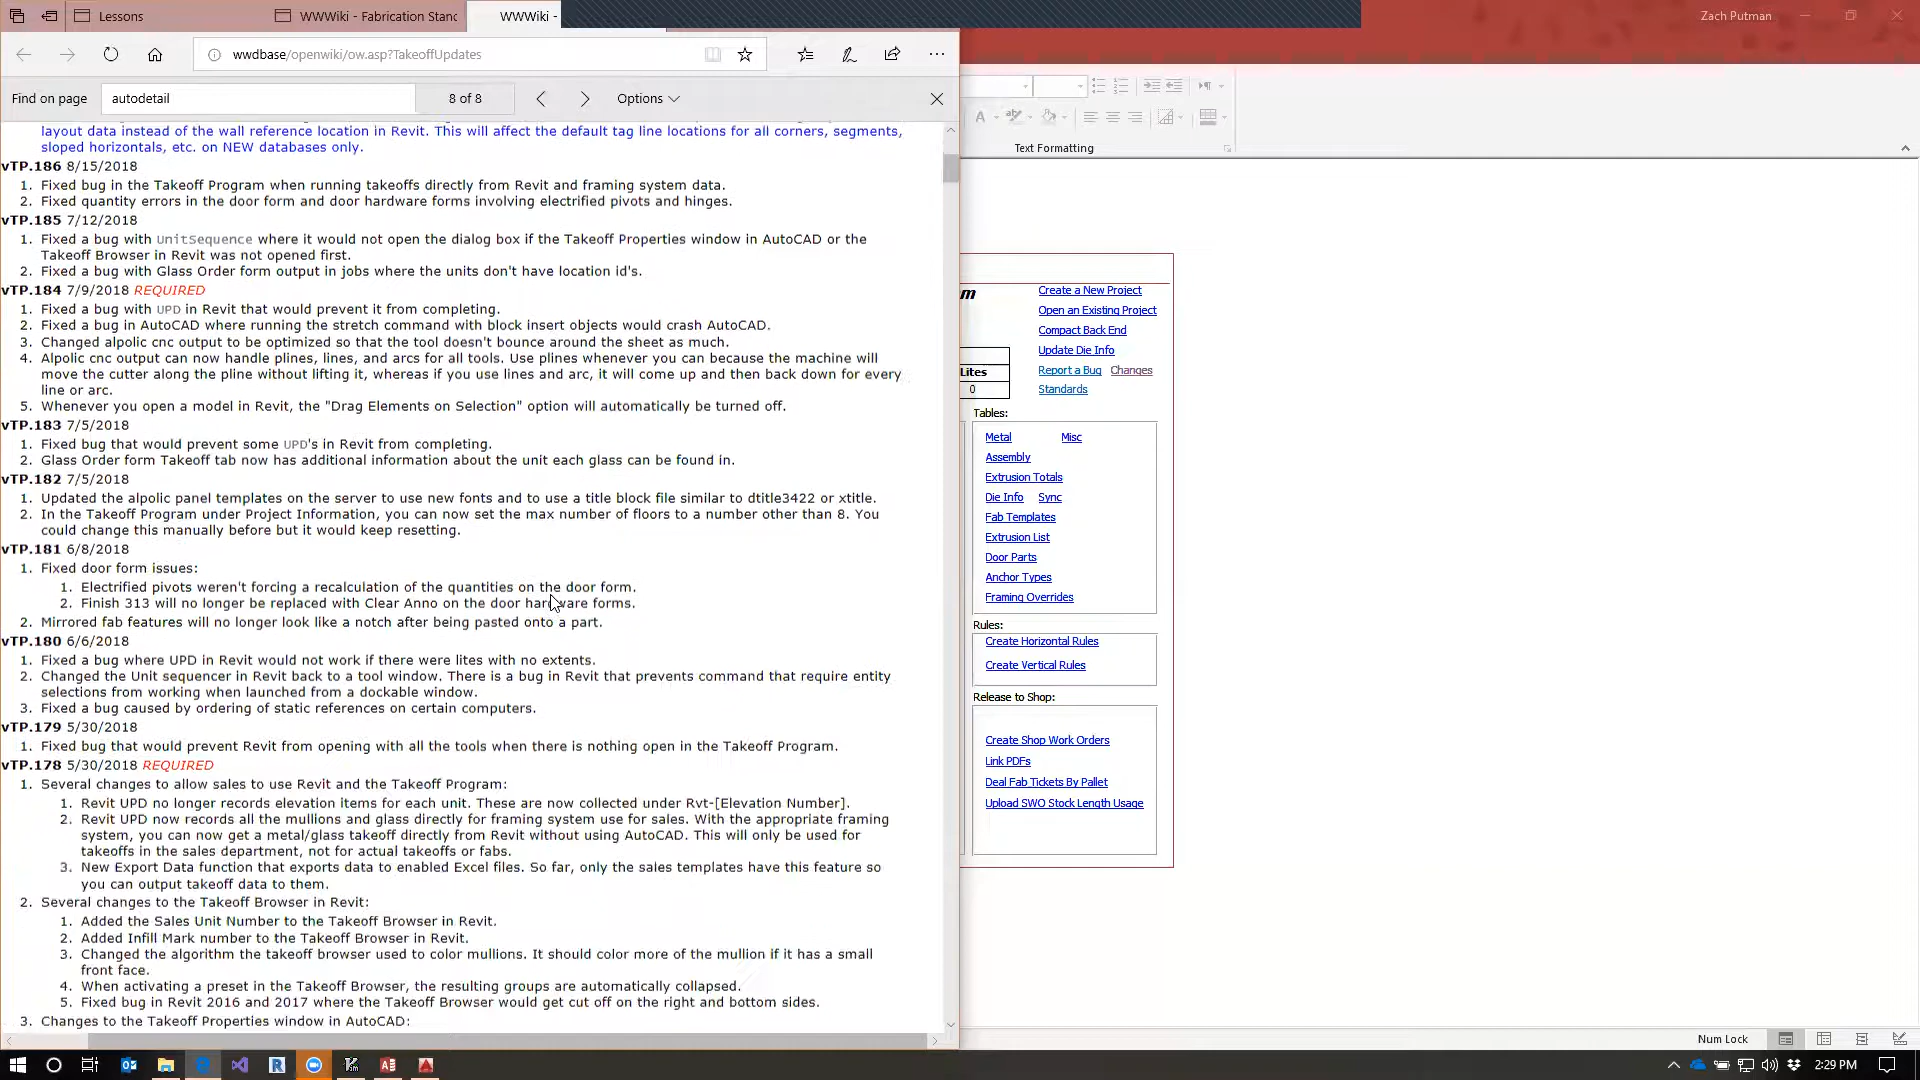 Lessons
WWWiki - Fabrication Stanc
WWWiki -
Zach Putman
wwdbase/openwiki/ow.asp?TakeoffUpdates
Find on page
autodetail
8 of 8
Options
layout data instead of the wall reference location in Revit. This will affect the default tag line locations for all corners, segments,
sloped horizontals, etc. on NEW databases only.
vTP.186 8/15/2018
1. Fixed bug in the Takeoff Program when running takeoffs directly from Revit and framing system data.
2. Fixed quantity errors in the door form and door hardware forms involving electrified pivots and hinges.
vTP.185 7/12/2018
1. Fixed a bug with UnitSequence where it would not open the dialog box if the Takeoff Properties window in AutoCAD or the
Takeoff Browser in Revit was not opened first.
2. Fixed a bug with Glass Order form output in jobs where the units don't have location id's.
vTP.184 7/9/2018 REQUIRED
1. Fixed a bug with UPD in Revit that would prevent it from completing.
2. Fixed a bug in AutoCAD where running the stretch command with block insert objects would crash AutoCAD.
3. Changed alpolic cnc output to be optimized so that the tool doesn't bounce around the sheet as much.
4. Alpolic cnc output can now handle plines, lines, and arcs for all tools. Use plines whenever you can because the machine will
move the cutter along the pline without lifting it, whereas if you use lines and arc, it will come up and then back down for every
line or arc.
5. Whenever you open a model in Revit, the "Drag Elements on Selection" option will automatically be turned off.
vTP.183 7/5/2018
1. Fixed bug that would prevent some UPD's in Revit from completing.
2. Glass Order form Takeoff tab now has additional information about the unit each glass can be found in.
vTP.182 7/5/2018
1. Updated the alpolic panel templates on the server to use new fonts and to use a title block file similar to dtitle3422 or xtitle.
2. In the Takeoff Program under Project Information, you can now set the max number of floors to a number other than 8. You
could change this manually before but it would keep resetting.
vTP.181 6/8/2018
1. Fixed door form issues:
1. Electrified pivots weren't forcing a recalculation of the quantities on the door form.
2. Finish 313 will no longer be replaced with Clear Anno on the door hardware forms.
2. Mirrored fab features will no longer look like a notch after being pasted onto a part.
vTP.180 6/6/2018
1. Fixed a bug where UPD in Revit would not work if there were lites with no extents.
2. Changed the Unit sequencer in Revit back to a tool window. There is a bug in Revit that prevents command that require entity
selections from working when launched from a dockable window.
3. Fixed a bug caused by ordering of static references on certain computers.
vTP.179 5/30/2018
1. Fixed bug that would prevent Revit from opening with all the tools when there is nothing open in the Takeoff Program.
vTP.178 5/30/2018 REQUIRED
1. Several changes to allow sales to use Revit and the Takeoff Program:
1. Revit UPD no longer records elevation items for each unit. These are now collected under Rvt-[Elevation Number].
2. Revit UPD now records all the mullions and glass directly for framing system use for sales. With the appropriate framing
system, you can now get a metal/glass takeoff directly from Revit without using AutoCAD. This will only be used for
takeoffs in the sales department, not for actual takeoffs or fabs.
3. New Export Data function that exports data to enabled Excel files. So far, only the sales templates have this feature so
you can output takeoff data to them.
2. Several changes to the Takeoff Browser in Revit:
1. Added the Sales Unit Number to the Takeoff Browser in Revit.
2. Added Infill Mark number to the Takeoff Browser in Revit.
3. Changed the algorithm the takeoff browser used to color mullions. It should color more of the mullion if it has a small
front face.
4. When activating a preset in the Takeoff Browser, the resulting groups are automatically collapsed.
5. Fixed bug in Revit 2016 and 2017 where the Takeoff Browser would get cut off on the right and bottom sides.
3. Changes to the Takeoff Properties window in AutoCAD:
Text Formatting
m
Lites
0
Create a New Project
Open an Existing Project
Compact Back End
Update Die Info
Report a Bug Changes
Standards
Tables:
Metal Misc
Assembly
Extrusion Totals
Die Info Sync
Fab Templates
Extrusion List
Door Parts
Anchor Types
Framing Overrides
Rules:
Create Horizontal Rules
Create Vertical Rules
Release to Shop:
Create Shop Work Orders
Link PDFs
Deal Fab Tickets By Pallet
Upload SWO Stock Length Usage
Num Lock
2:29 PM